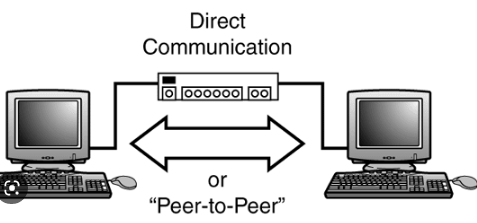 Direct
Communication
or
“Peer-to-Peer”